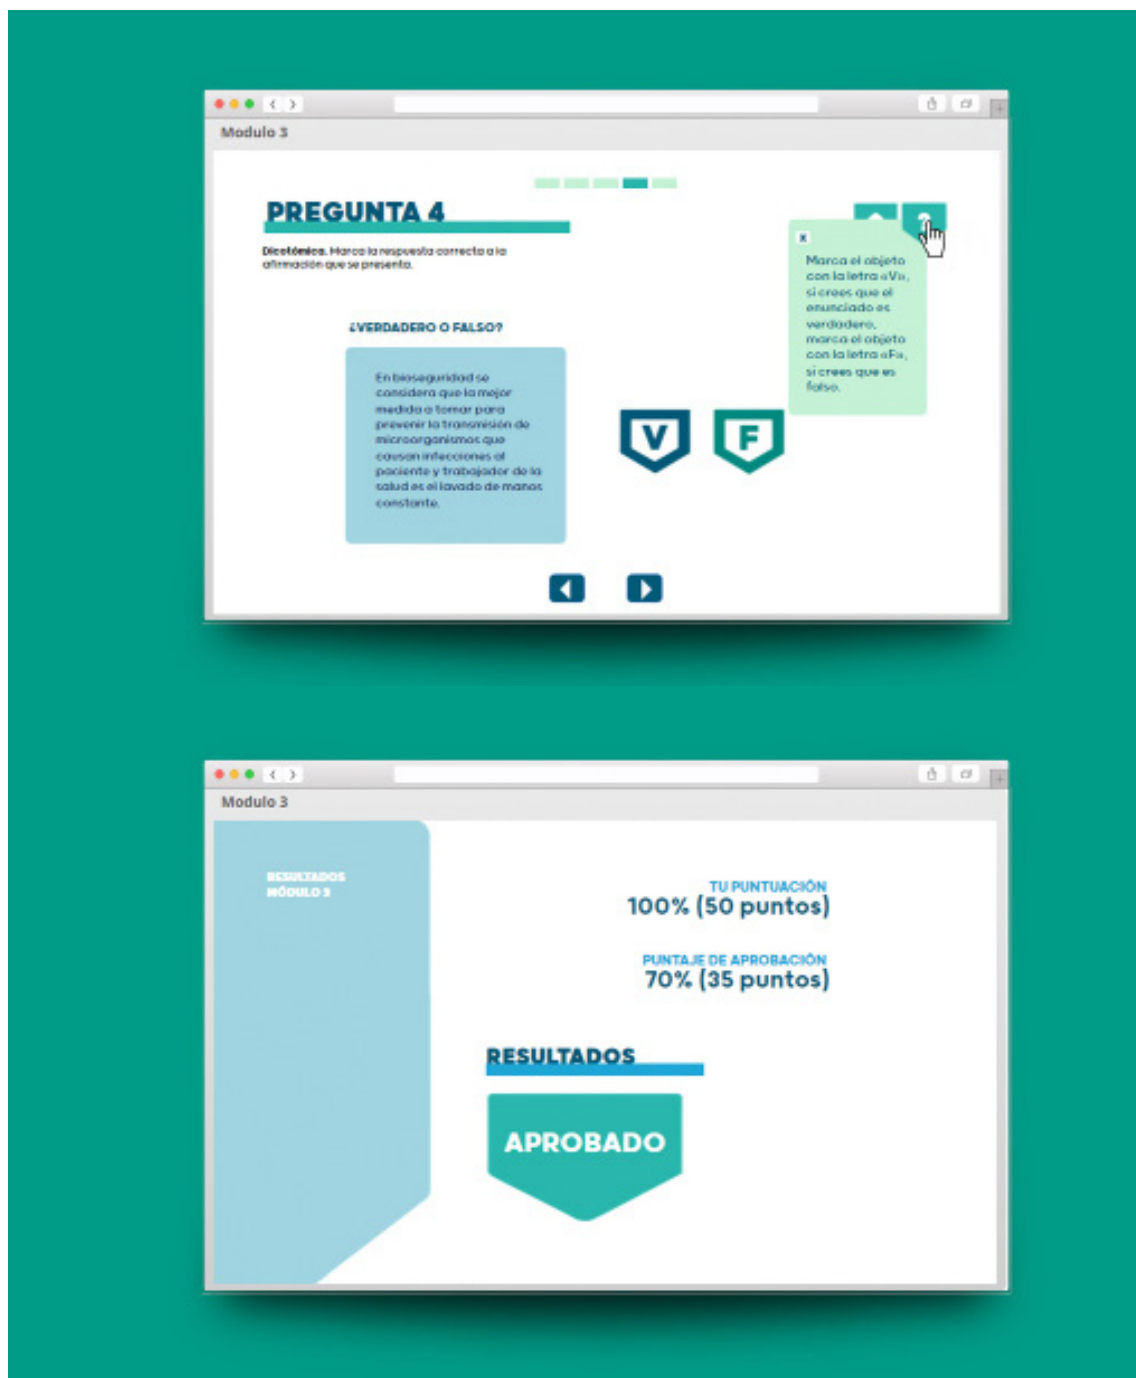 Modulo 3
PREGUNTA 4
Dicotómica. Marca la respuesta correcta a la
afirmación que se presenta.
?
x
Marca el objeto
con la letra «V»,
si crees que el
enunciado es
verdadero,
marca el objeto
con la letra «F»,
si crees que es
falso.
¿VERDADERO O FALSO?
En bioseguridad se
considera que la mejor
medida a tomar para
prevenir la transmisión de
microorganismos que
causan infecciones al
paciente y trabajador de la
salud es el lavado de manos
constante.
V F
Modulo 3
RESULTADOS
MÓDULO 3
TU PUNTUACIÓN
100% (50 puntos)
PUNTAJE DE APROBACIÓN
70% (35 puntos)
RESULTADOS
APROBADO